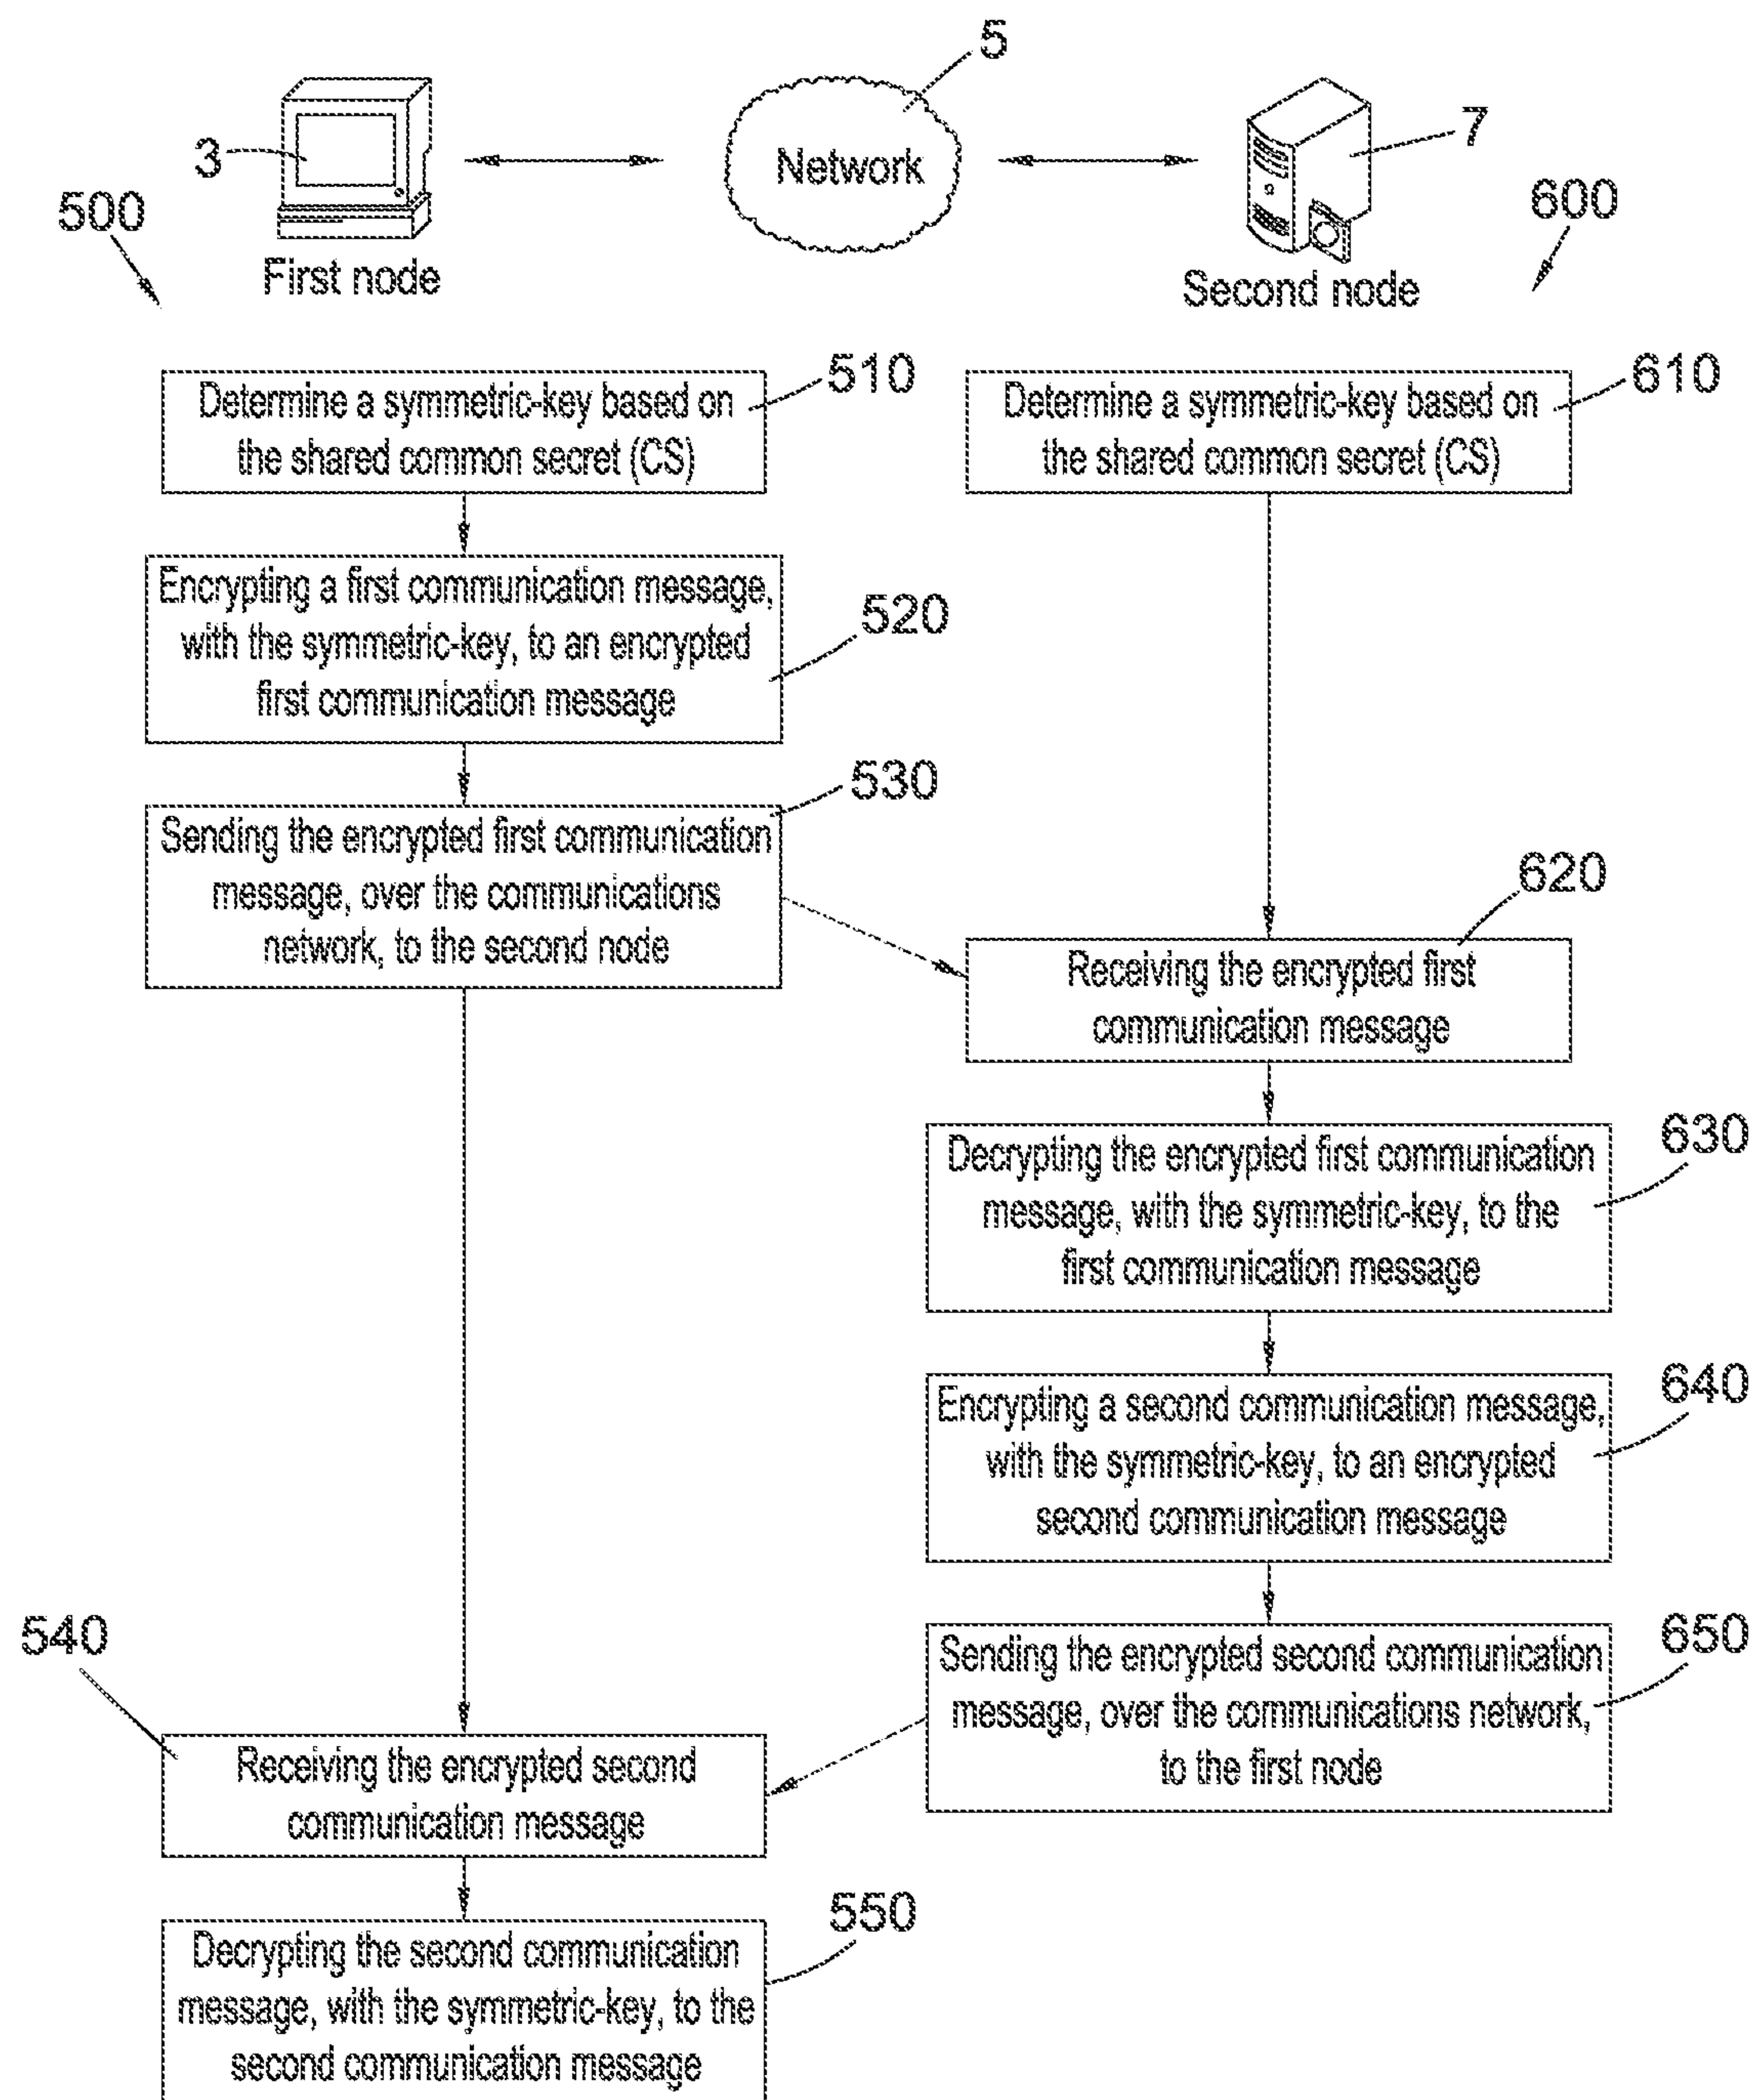 5
3
Network
7
500
600
First node
Second node
Determine a symmetric-key based on
the shared common secret (CS)
510
Determine a symmetric-key based on
the shared common secret (CS)
610
Encrypting a first communication message,
with the symmetric-key, to an encrypted
first communication message
520
Sending the encrypted first communication
message, over the communications
network, to the second node
530
620
Receiving the encrypted first
communication message
Decrypting the encrypted first communication
message, with the symmetric-key, to the
first communication message
630
Encrypting a second communication message,
with the symmetric-key, to an encrypted
second communication message
640
Sending the encrypted second communication
message, over the communications network,
to the first node
650
540
Receiving the encrypted second
communication message
Decrypting the second communication
message, with the symmetric-key, to the
second communication message
550